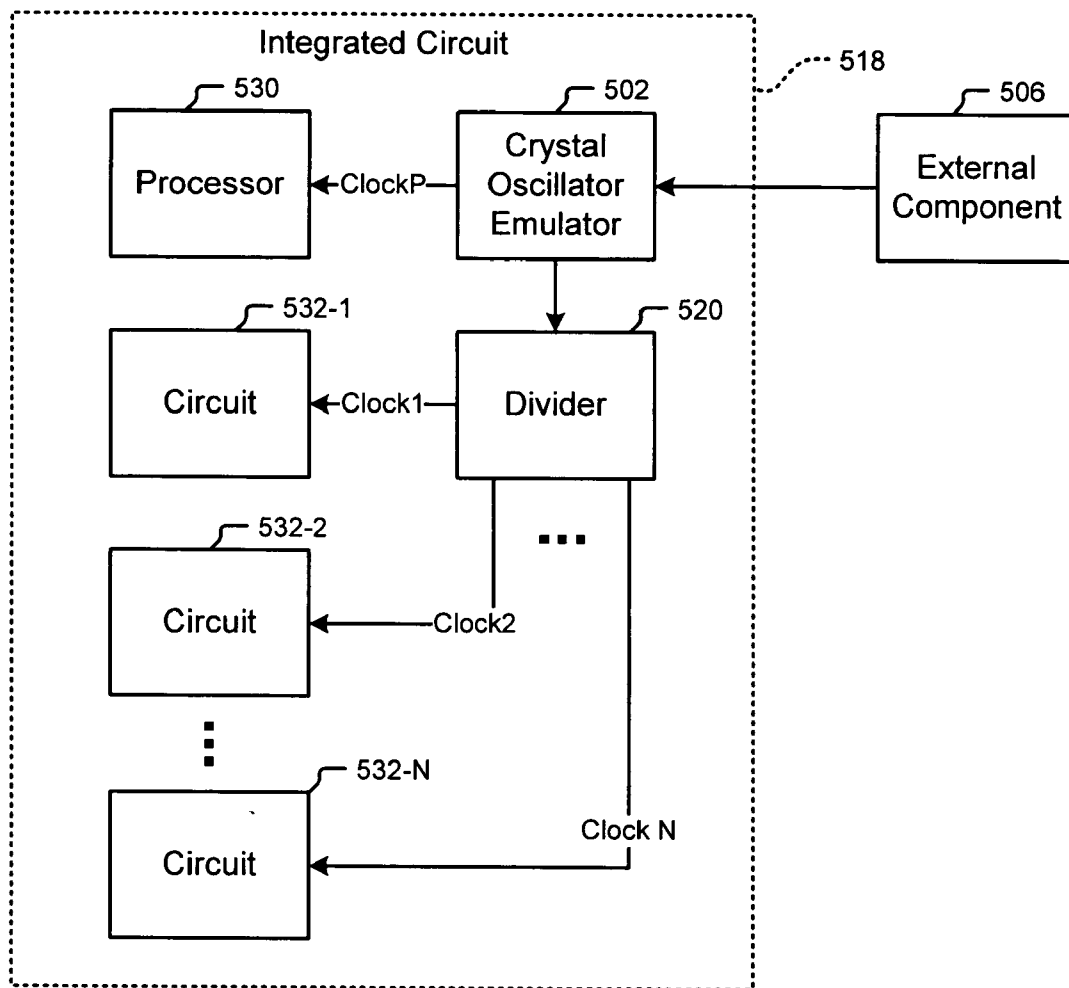 Integrated Circuit
518
530
502
506
Processor
ClockP
Crystal
Oscillator
Emulator
External
Component
532-1
520
Circuit
Clock1
Divider
532-2
Circuit
Clock2
532-N
Clock N
Circuit